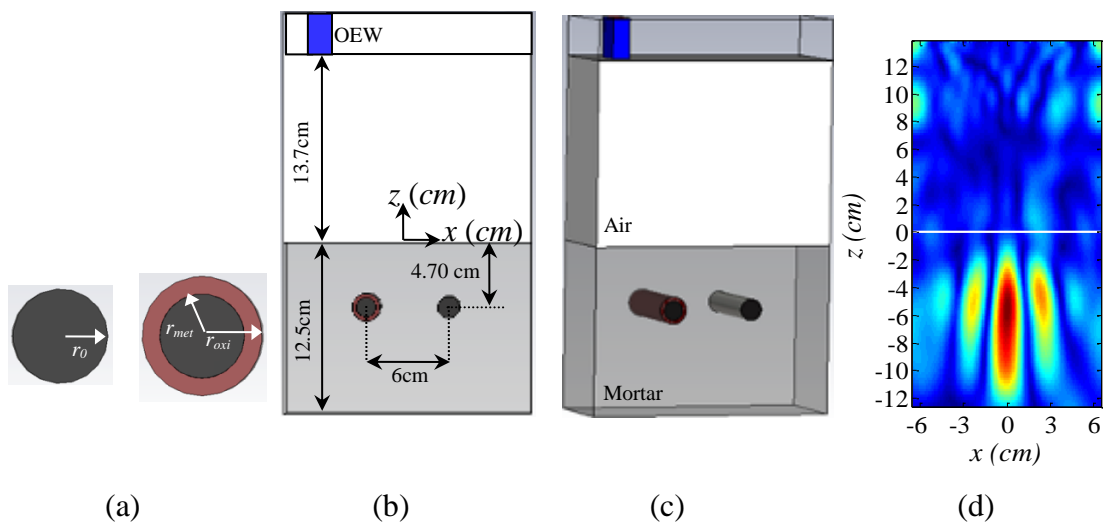 r0
rmet
roxi
(a)
OEW
13.7cm
z (cm)
x (cm)
4.70 cm
12.5cm
6cm
(b)
Air
Mortar
(c)
12
10
8
6
4
2
0
-2
-4
-6
-8
-10
-12
z (cm)
-6
-3
0
3
6
x (cm)
(d)